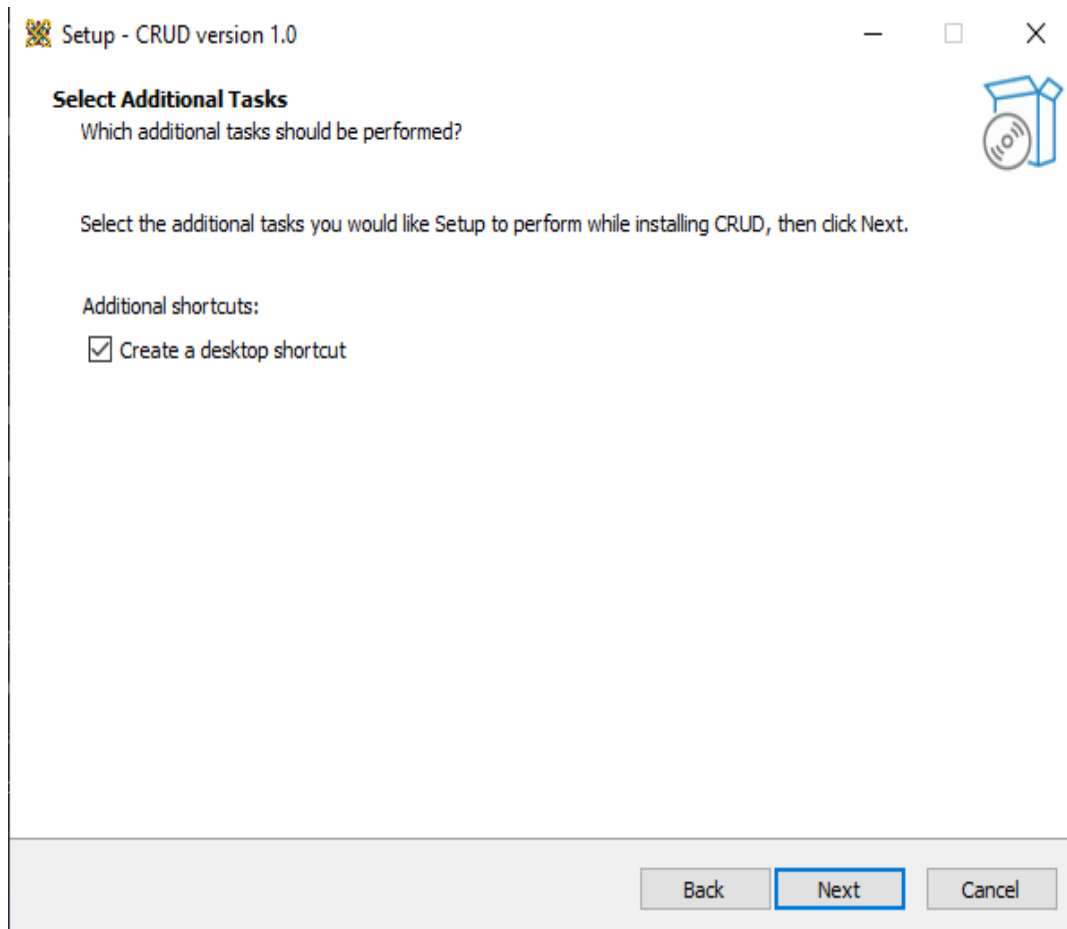 Setup - CRUD version 1.0
Select Additional Tasks
Which additional tasks should be performed?
Select the additional tasks you would like Setup to perform while installing CRUD, then click Next.
Additional shortcuts:
Create a desktop shortcut
Back Next Cancel